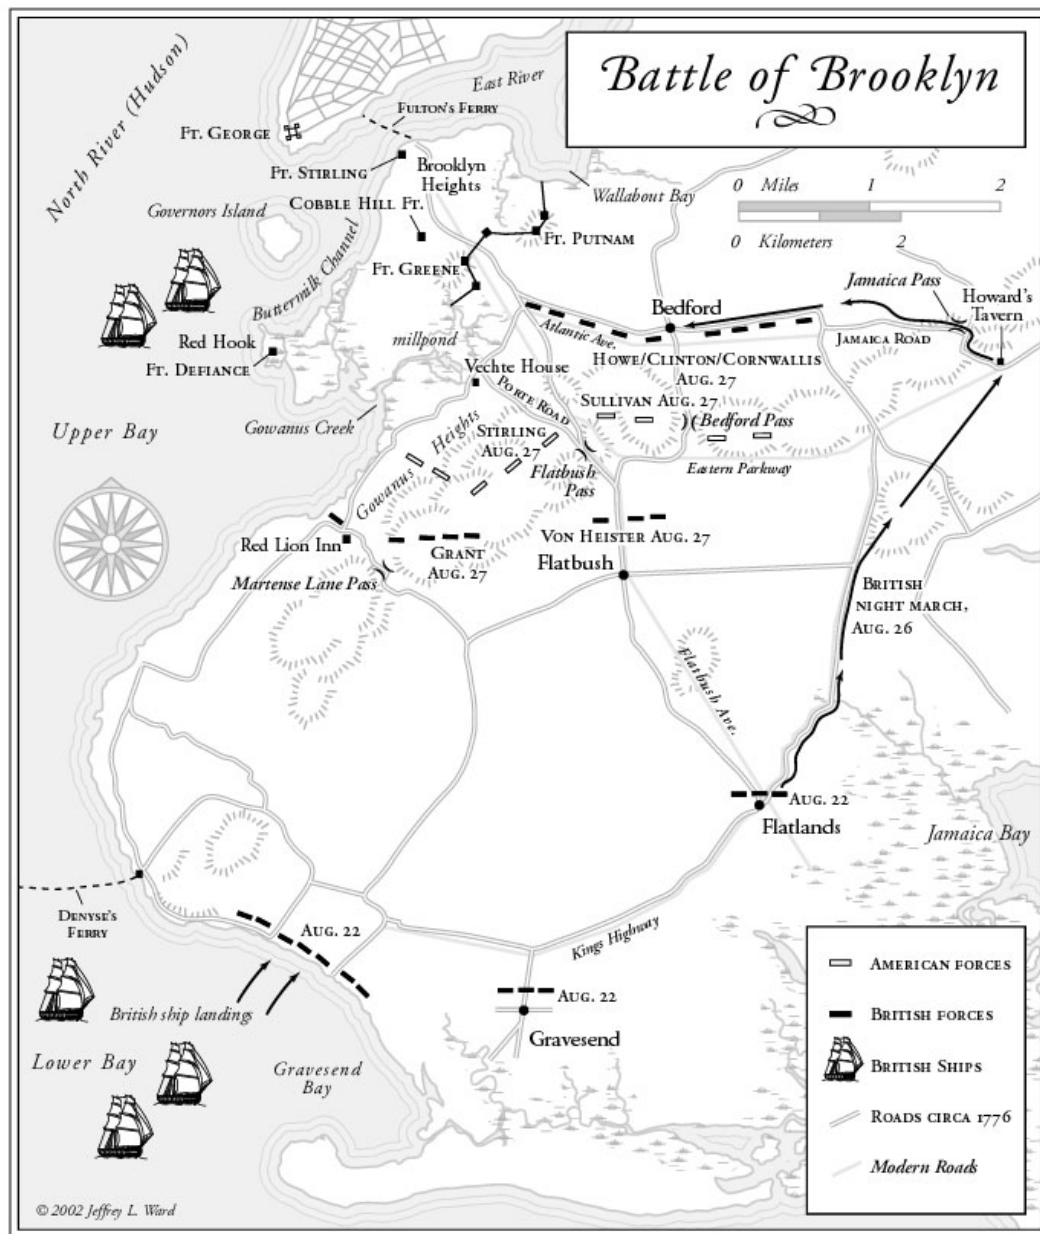 Battle of Brooklyn
North River (Hudson)
East River
Fulton's Ferry
Ft. George
Ft. Stirling
Brooklyn
Heights
Wallabout Bay
0 Miles 1 2
0 Kilometers 2
Governors Island
Cobble Hill Ft.
Ft. Putnam
Buttermilk Channel
Ft. Greene
Jamaica Pass
Howard's
Tavern
Bedford
Atlantic Ave.
Jamaica Road
Red Hook
Ft. Defiance
millpond
Howe/Clinton/Cornwallis
Aug. 27
Vechte House
Porte Road
Sullivan Aug. 27
Bedford Pass
Upper Bay
Gowanus Creek
Gowanus Heights
Stirling
Aug. 27
Flatbush
Pass
Eastern Parkway
Red Lion Inn
Grant
Aug. 27
Von Heister Aug. 27
Flatbush
Martense Lane Pass
British
night march,
Aug. 26
Flatbush Ave.
Aug. 22
Flatlands
Jamaica Bay
Denyse's
Ferry
Aug. 22
Kings Highway
British ship landings
Aug. 22
Gravesend
Lower Bay
Gravesend
Bay
American forces
British forces
British Ships
Roads circa 1776
Modern Roads
© 2002 Jeffrey L. Ward